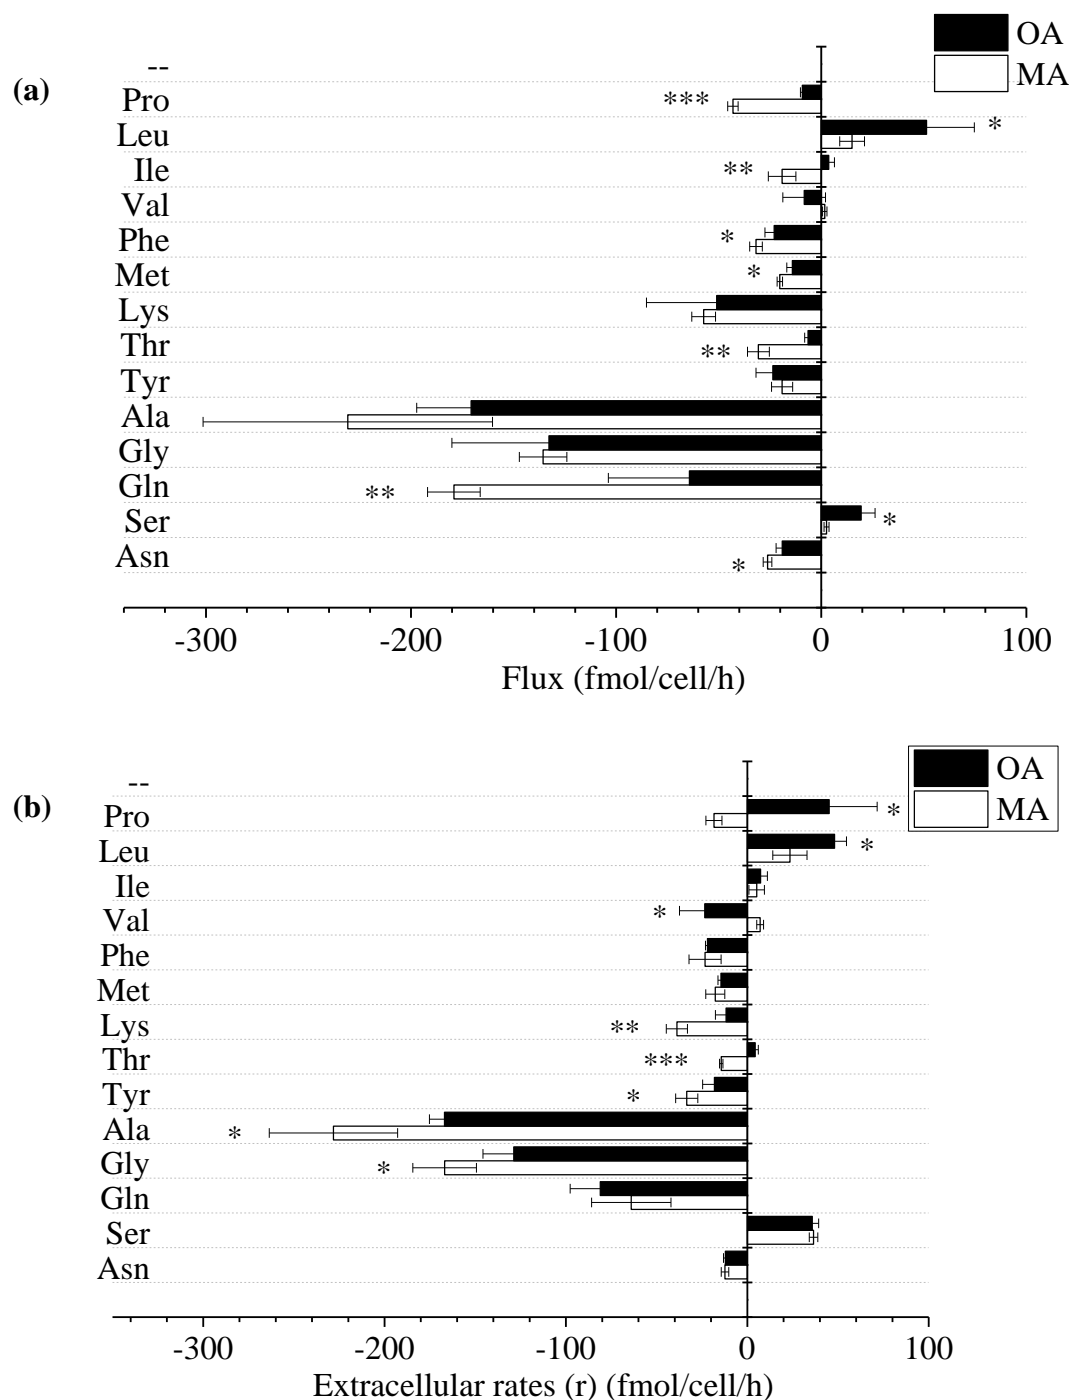 OA
MA
(a)
--
Pro
***
Leu
*
Ile
**
Val
Phe
*
Met
*
Lys
Thr
**
Tyr
Ala
Gly
Gln
**
Ser
*
Asn
*
-300 -200 -100 0 100
Flux (fmol/cell/h)
OA
MA
(b)
--
Pro
*
Leu
*
Ile
Val
*
Phe
Met
Lys
**
Thr
***
Tyr
*
Ala
*
Gly
*
Gln
Ser
Asn
-300 -200 -100 0 100
Extracellular rates (r) (fmol/cell/h)